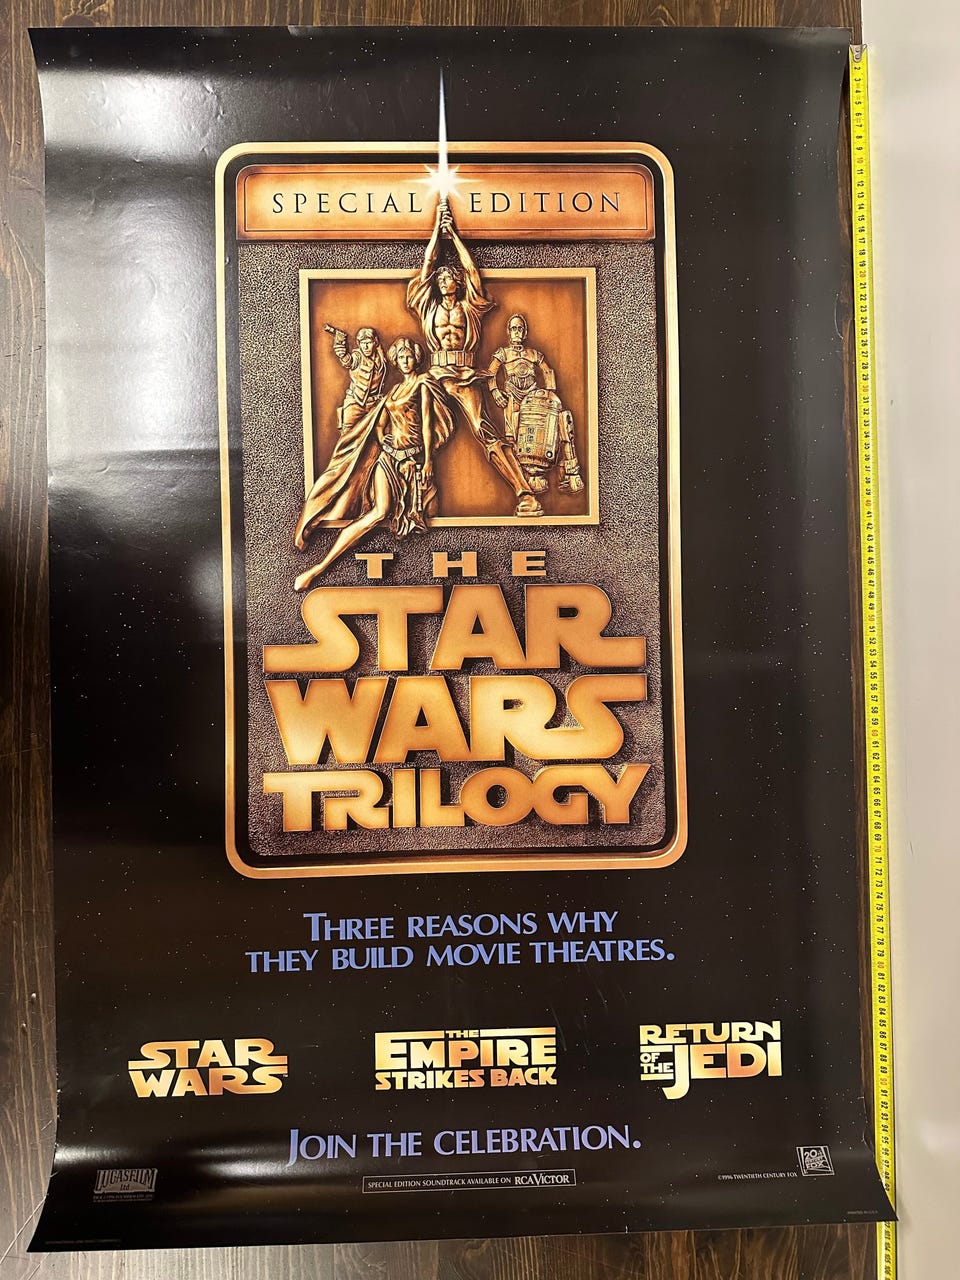 SPECIAL EDITION
THE
STAR
WARS
TRILOGY
THREE REASONS WHY
THEY BUILD MOVIE THEATRES.
STAR
WARS
THE
EMPIRE
STRIKES BACK
RETURN
OF THE
JEDI
JOIN THE CELEBRATION.
LUCASFILM
Ltd
SPECIAL EDITION SOUNDTRACK AVAILABLE ON RCA VICTOR
©1996 TWENTIETH CENTURY FOX
20th
CENTURY
FOX